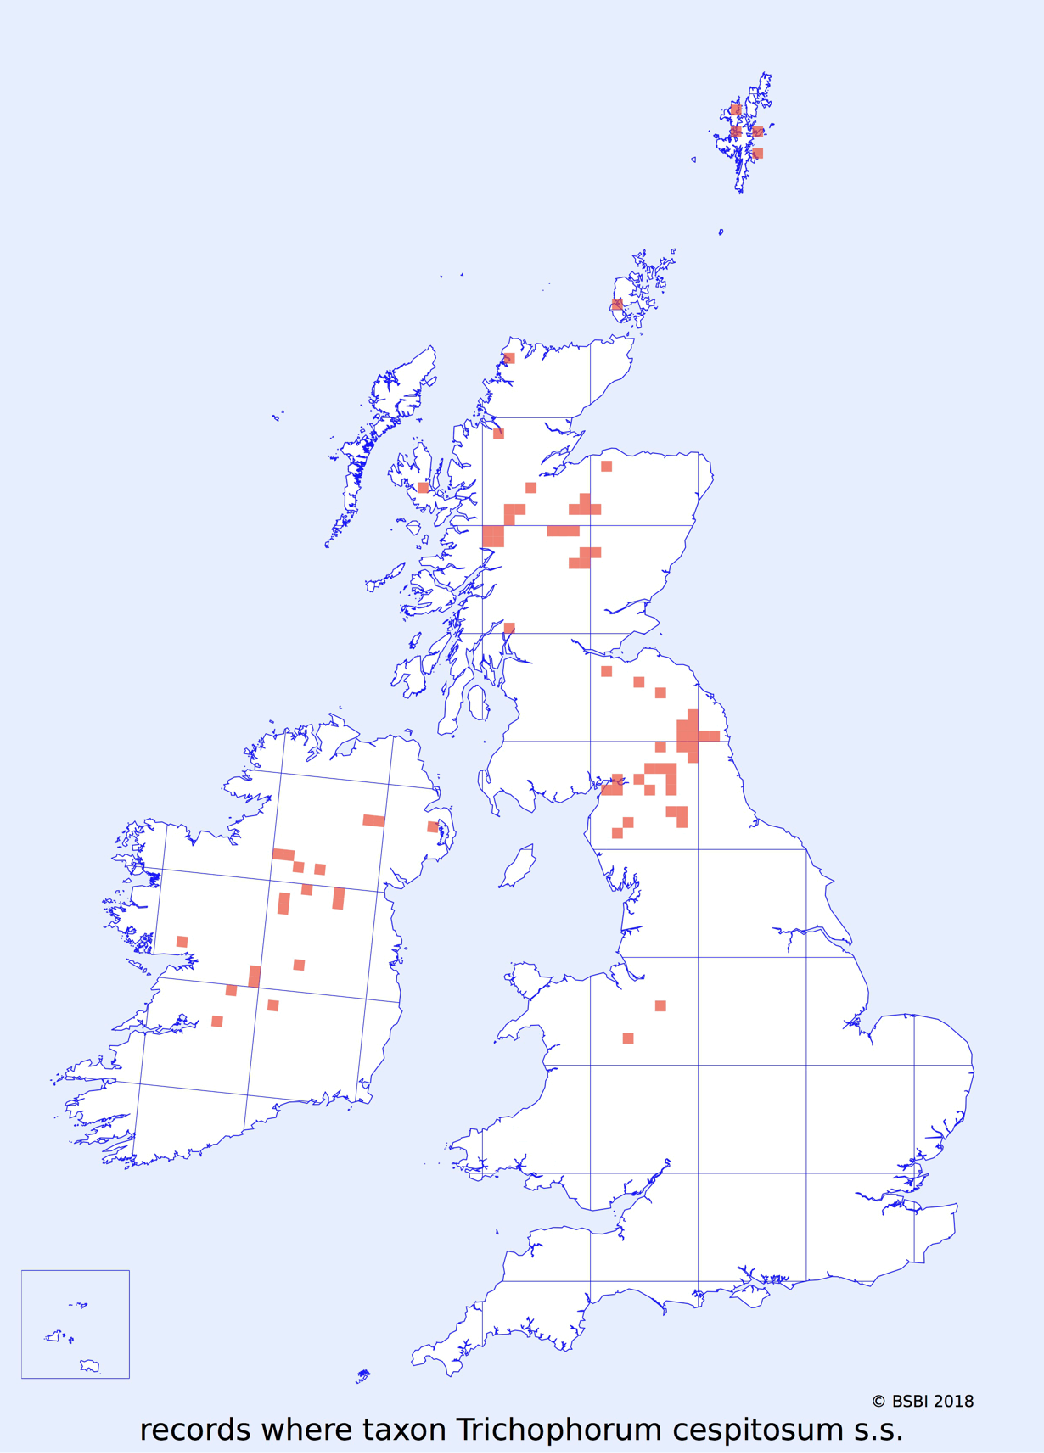 © BSBI 2018
records where taxon Trichophorum cespitosum s.s.